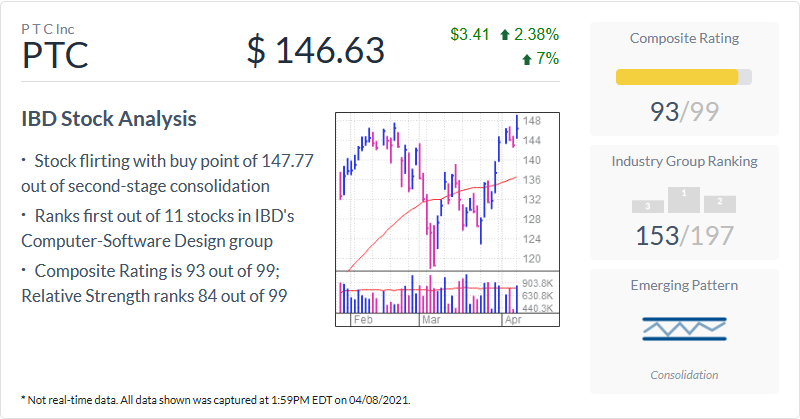 PTC Inc
PTC
$ 146.63
$3.41 2.38%
7%
IBD Stock Analysis
· Stock flirting with buy point of 147.77
out of second-stage consolidation
· Ranks first out of 11 stocks in IBD's
Computer-Software Design group
· Composite Rating is 93 out of 99;
Relative Strength ranks 84 out of 99
148
144
140
136
132
128
124
120
903.8K
630.8K
440.3K
Feb Mar Apr
Composite Rating
93/99
Industry Group Ranking
3 1 2
153/197
Emerging Pattern
Consolidation
* Not real-time data. All data shown was captured at 1:59PM EDT on 04/08/2021.